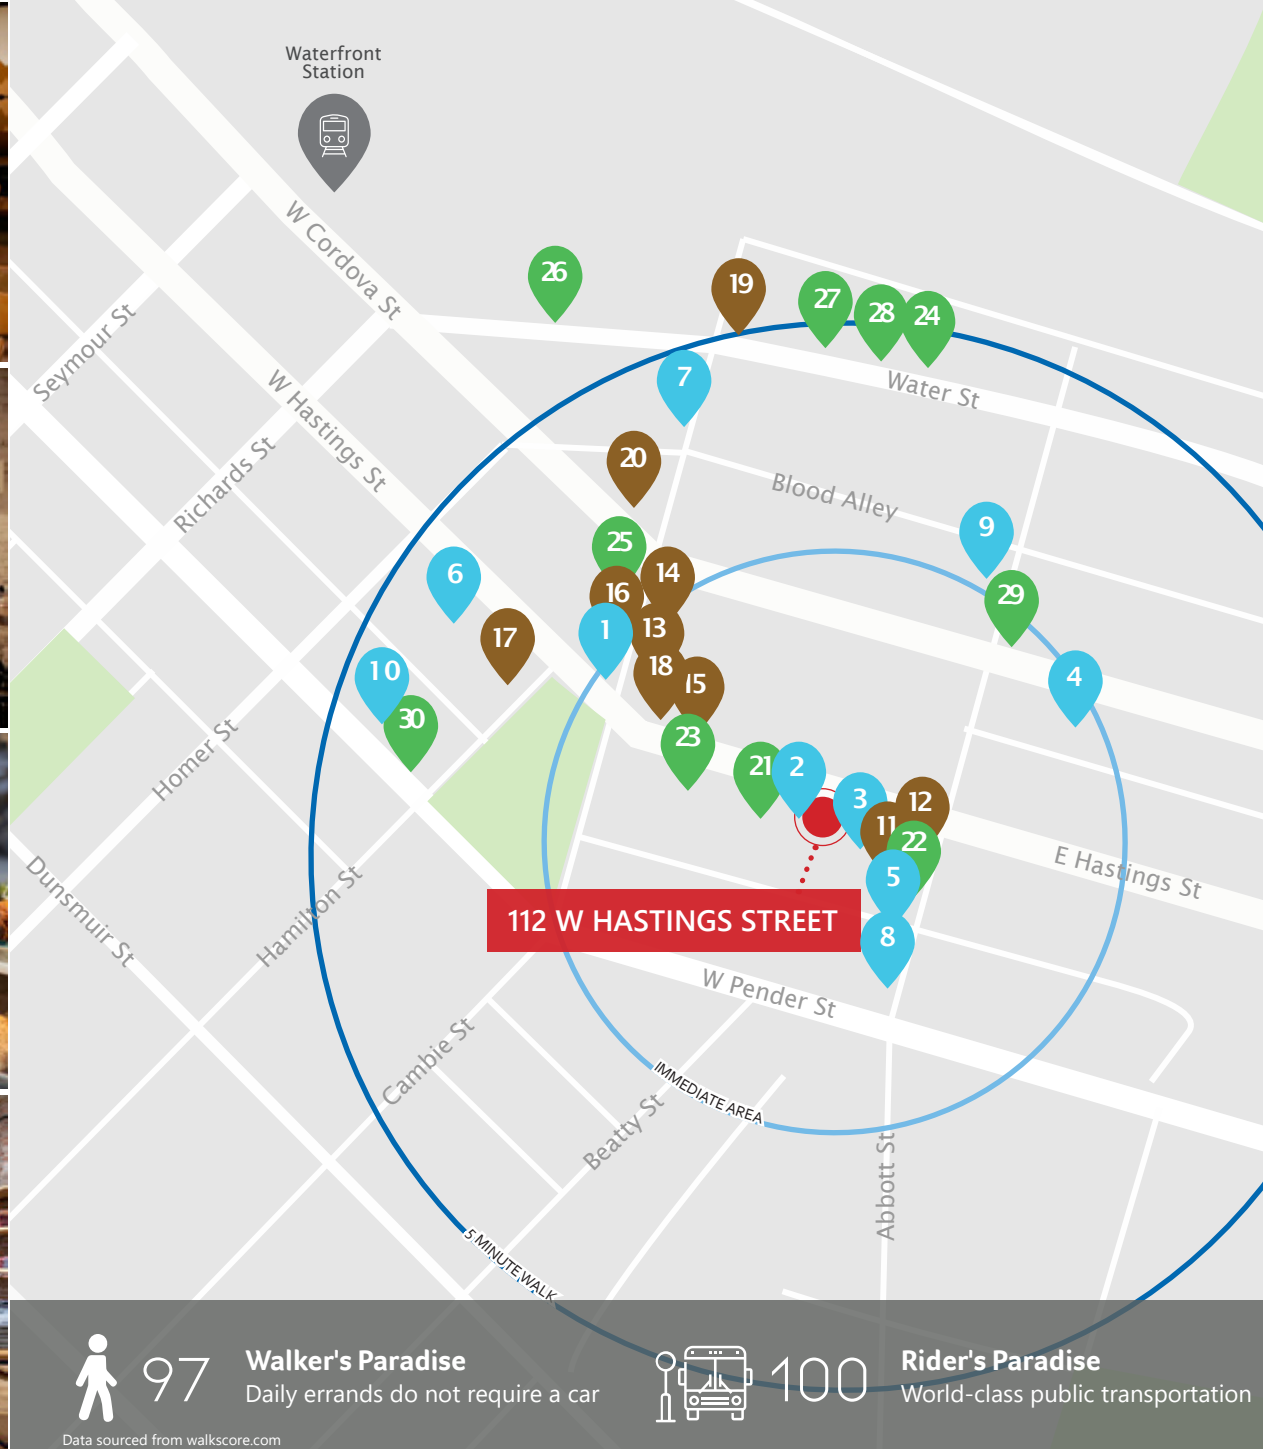 Waterfront
Station
W Cordova St
26
19
27
28
24
Seymour St
W Hastings St
7
Water St
Richards St
20
Blood Alley
9
25
6
14
16
29
17
1
13
10
18
15
4
30
23
Homer St
21
2
3
12
11
22
5
E Hastings St
Dunsmuir St
Hamilton St
112 W HASTINGS STREET
8
W Pender St
Cambie St
IMMEDIATE AREA
Beatty St
Abbott St
5 MINUTE WALK
97
Walker's Paradise
Daily errands do not require a car
100
Rider's Paradise
World-class public transportation
Data sourced from walkscore.com